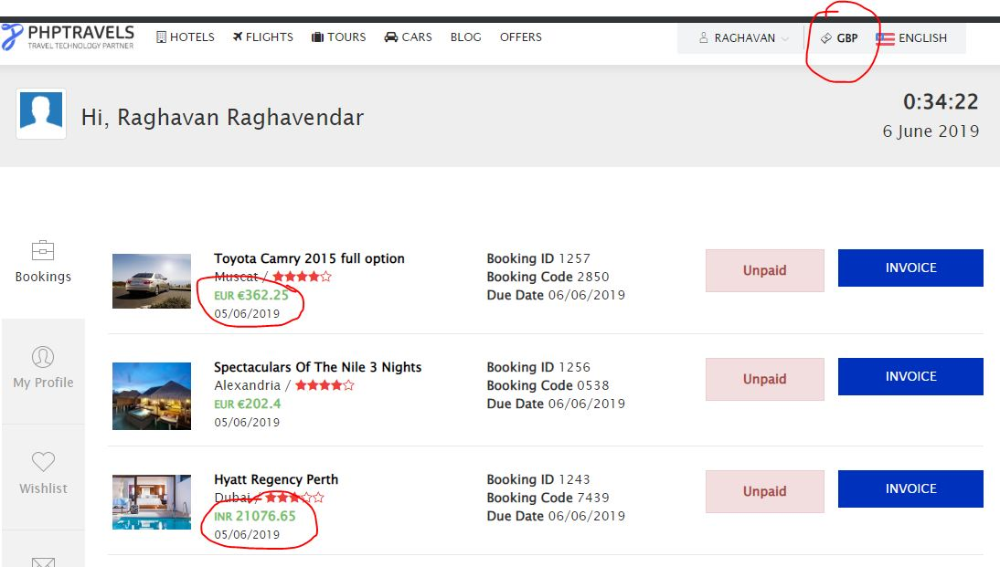 PHPTRAVELS
TRAVEL TECHNOLOGY PARTNER
HOTELS FLIGHTS TOURS CARS BLOG OFFERS RAGHAVAN GBP ENGLISH
Hi, Raghavan Raghavendar
0:34:22
6 June 2019
Bookings
My Profile
Wishlist
Toyota Camry 2015 full option
Muscat /
EUR €362.25
05/06/2019
Booking ID 1257
Booking Code 2850
Due Date 06/06/2019
Unpaid
INVOICE
Spectaculars Of The Nile 3 Nights
Alexandria /
EUR €202.4
05/06/2019
Booking ID 1256
Booking Code 0538
Due Date 06/06/2019
Unpaid
INVOICE
Hyatt Regency Perth
Dubai /
INR 21076.65
05/06/2019
Booking ID 1243
Booking Code 7439
Due Date 06/06/2019
Unpaid
INVOICE